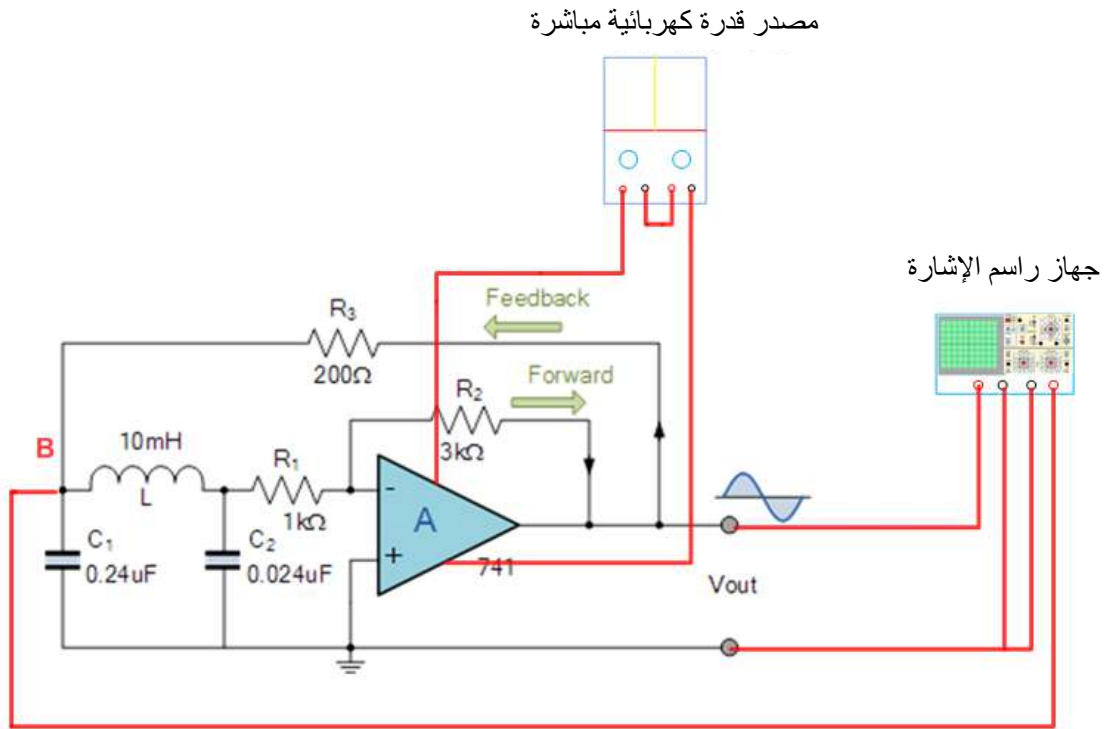 مصدر قدرة كهربائية مباشرة
جهاز راسم الإشارة
Feedback
R3
200Ω
Forward
R2
3kΩ
B
10mH
L
R1
1kΩ
-
A
+
741
C1
0.24uF
C2
0.024uF
Vout